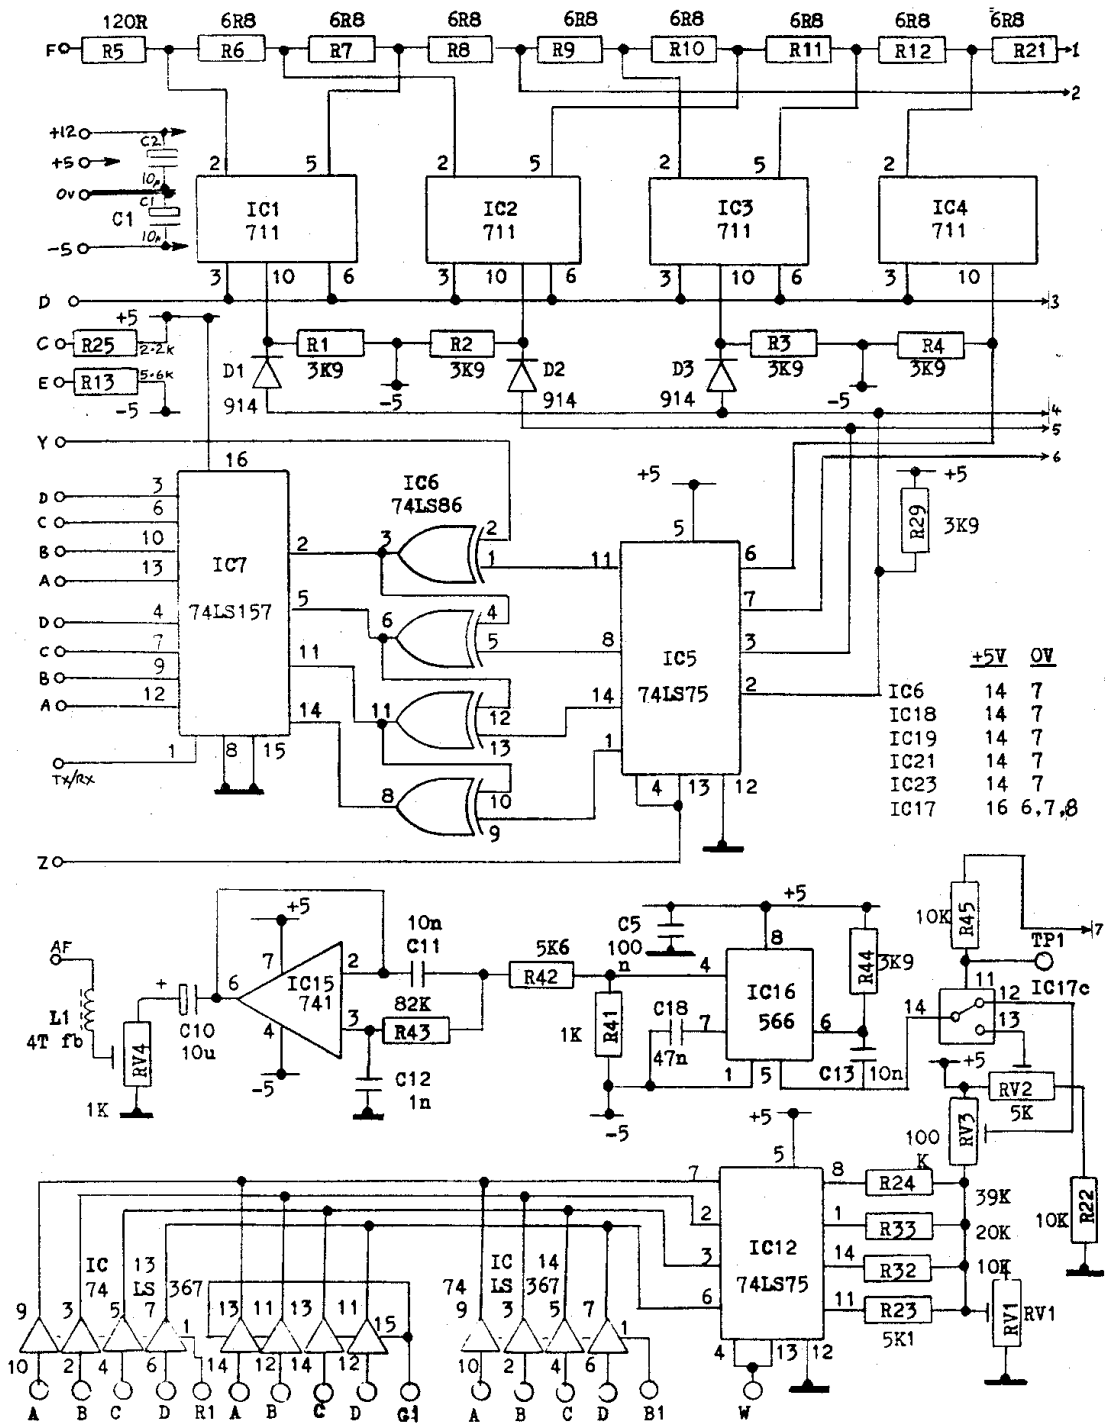 120R 6R8 6R8 6R8 6R8 6R8 6R8 6R8 6R8
F R5 R6 R7 R8 R9 R10 R11 R12 R21 1
2
+12 C2
+5 10µ
0v C1
C1 10µ
-5
2 5 2 5 2 5 2
IC1 IC2 IC3 IC4
711 711 711 711
3 10 6 3 10 6 3 10 6 3 10
D 3
+5
C R25 2.2K
E R13 5.6K
-5
R1 R2 R3 R4
D1 3K9 3K9 D2 D3 3K9 3K9
-5 -5
914 914 914 4
5
Y 6
16 IC6 +5 +5
74LS86
D 3 R29 3K9
C 6
B 10
A 13
IC7
74LS157
D 4
C 7
B 9
A 12
1 8 15
Tx/Rx
2 3 2 1 11 5 6
5 6 4 5 8 7
11 11 12 13 14 3
14 8 10 9 1 2
IC5
74LS75
4 13 12
Z
+5V 0V
IC6 14 7
IC18 14 7
IC19 14 7
IC21 14 7
IC23 14 7
IC17 16 6,7,8
AF
L1
4T fb
RV4
1K
+
C10
10u
6
+5
7
IC15
741
4
-5
2
3
10n
C11
82K
R43
C12
1n
5K6
R42
R41
1K
-5
C5
100
n
C18
47n
+5
8
4
IC16
566
7 6
1 5
R44
3K9
C13 10n
10K R45
7
TP1
11 IC17c
14 12
13
+5
RV2
5K
RV3
100
K
R22
10K
+5
5
7 8 R24 39K
2 1 R33 20K
IC12
74LS75
3 14 R32 10K
6 11 R23
5K1
RV1 RV1
4 13 12
W
IC 13
74 LS 367
9 3 5 7 1 13 11 13 11 15
10 2 4 6 14 12 14 12
A B C D R1 A B C D G1
IC 14
74 LS 367
9 3 5 7 1
10 2 4 6
A B C D B1